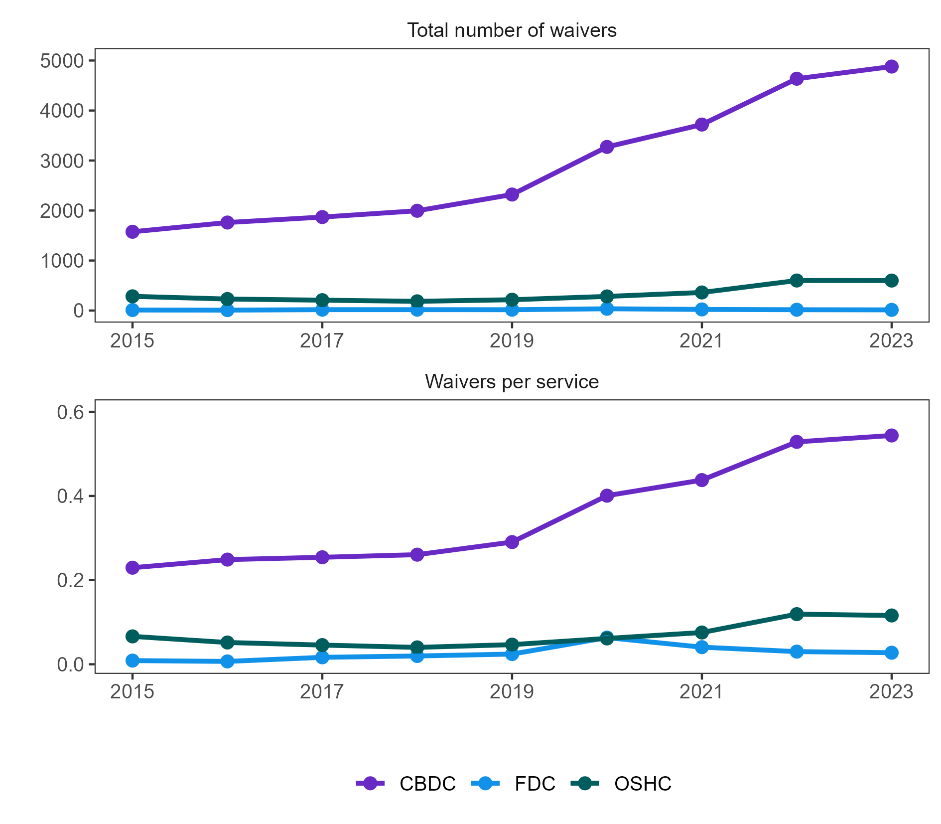 Total number of waivers
5000
4000
3000
2000
1000
0
2015 2017 2019 2021 2023
Waivers per service
0.6
0.4
0.2
0.0
2015 2017 2019 2021 2023
CBDC FDC OSHC